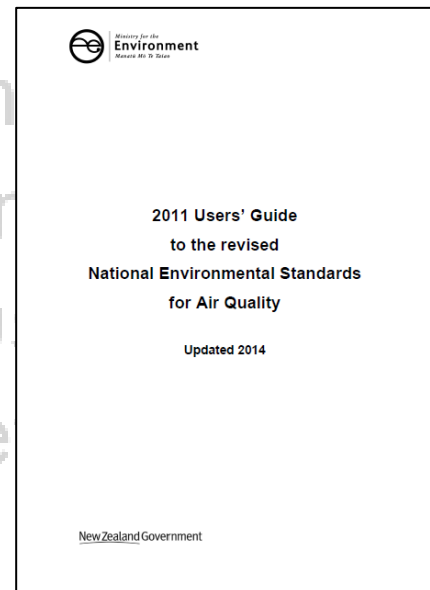 Ministry for the
Environment
Manatū Mō Te Taiao
2011 Users' Guide
to the revised
National Environmental Standards
for Air Quality
Updated 2014
New Zealand Government